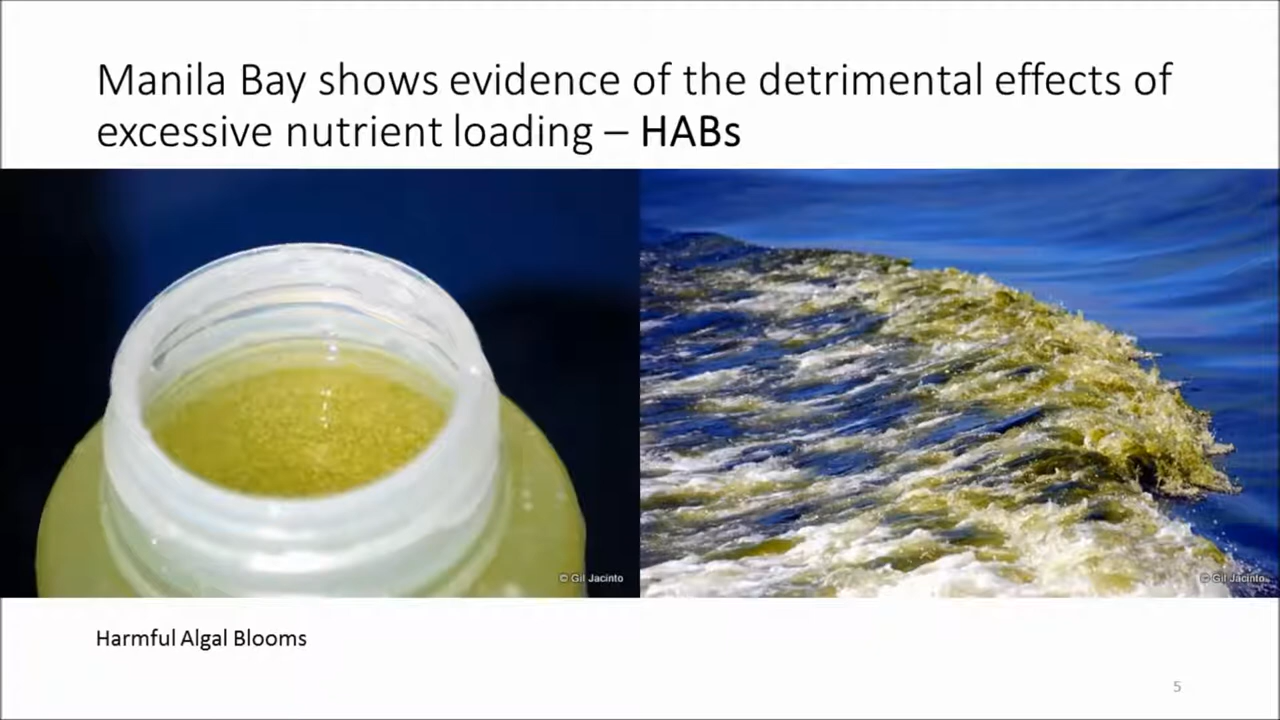 Manila Bay shows evidence of the detrimental effects of
excessive nutrient loading – HABs
© Gil Jacinto
© Gil Jacinto
Harmful Algal Blooms
5